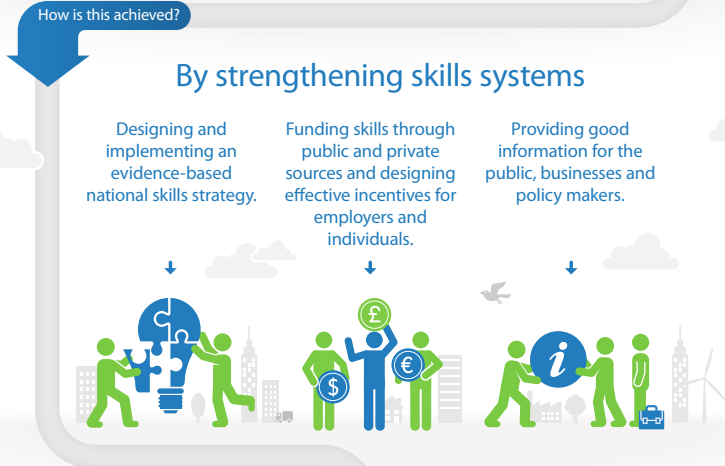 How is this achieved?
By strengthening skills systems
Designing and
implementing an
evidence-based
national skills strategy.
Funding skills through
public and private
sources and designing
effective incentives for
employers and
individuals.
Providing good
information for the
public, businesses and
policy makers.
£
$
€
i